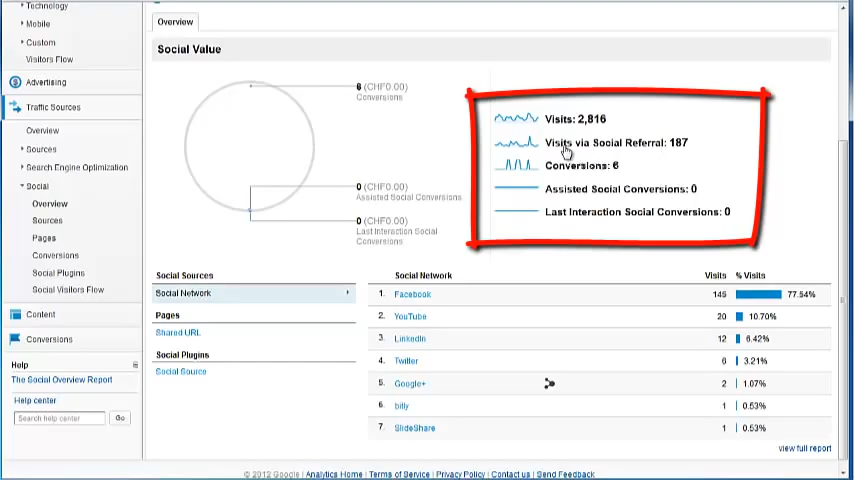 Technology
Mobile
Custom
Visitors Flow
Advertising
Traffic Sources
Overview
Sources
Search Engine Optimization
Social
Overview
Sources
Pages
Conversions
Social Plugins
Social Visitors Flow
Content
Conversions
Help
The Social Overview Report
Help center
Search help center
Go
Overview
Social Value
6 (CHF0.00)
Conversions
0 (CHF0.00)
Assisted Social Conversions
0 (CHF0.00)
Last Interaction Social
Conversions
Visits: 2,816
Visits via Social Referral: 187
Conversions: 6
Assisted Social Conversions: 0
Last Interaction Social Conversions: 0
Social Sources
Social Network
Pages
Shared URL
Social Plugins
Social Source
Social Network Visits % Visits
1. Facebook 145 77.54%
2. YouTube 20 10.70%
3. LinkedIn 12 6.42%
4. Twitter 6 3.21%
5. Google+ 2 1.07%
6. bitly 1 0.53%
7. SlideShare 1 0.53%
view full report
© 2012 Google | Analytics Home | Terms of Service | Privacy Policy | Contact us | Send Feedback